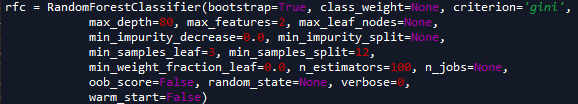 rfc = RandomForestClassifier(bootstrap=True, class_weight=None, criterion='gini',
max_depth=80, max_features=2, max_leaf_nodes=None,
min_impurity_decrease=0.0, min_impurity_split=None,
min_samples_leaf=3, min_samples_split=12,
min_weight_fraction_leaf=0.0, n_estimators=100, n_jobs=None,
oob_score=False, random_state=None, verbose=0,
warm_start=False)